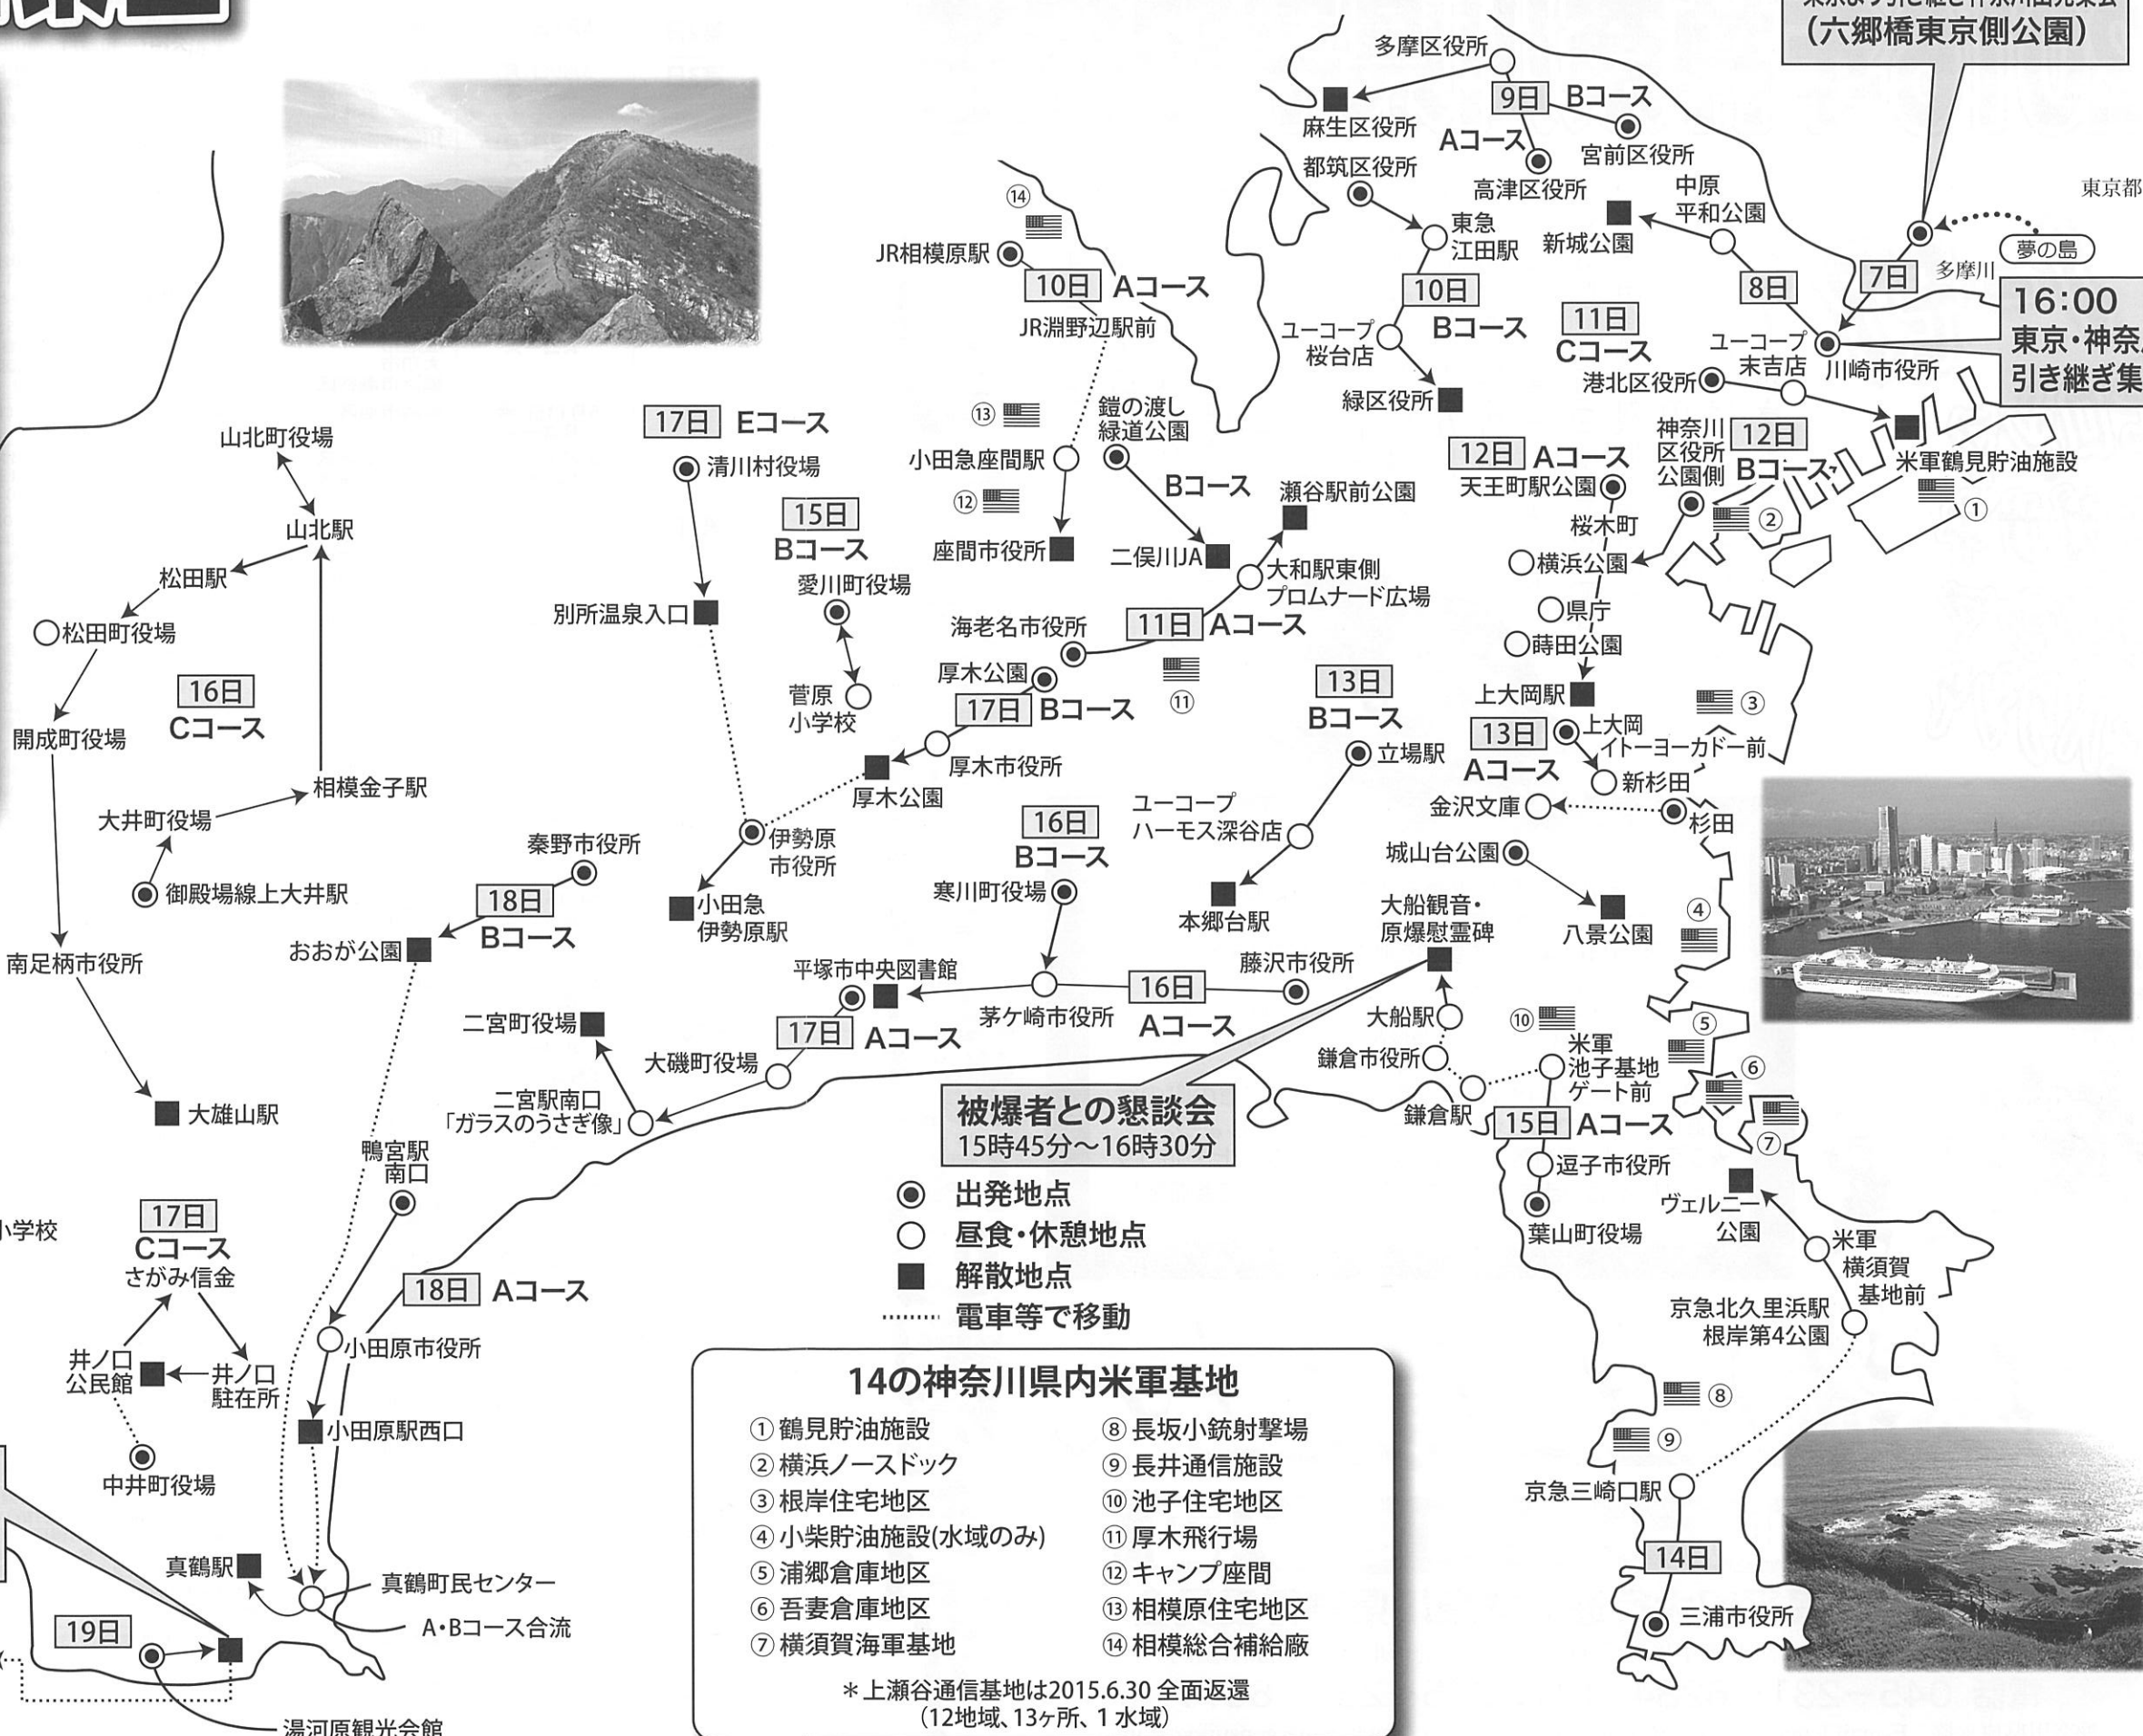 (六郷橋東京側公園)
多摩区役所
9日 Bコース
麻生区役所
Aコース
宮前区役所
高津区役所
都筑区役所
東急
江田駅
10日
Bコース
ユーコープ
桜台店
緑区役所
中原
平和公園
新城公園
8日
東京都
夢の島
多摩川
7日
16:00
東京・神奈
引き継ぎ集
川崎市役所
11日
Cコース
ユーコープ
末吉店
港北区役所
米軍鶴見貯油施設
①
⑭
JR相模原駅
10日 Aコース
JR淵野辺駅前
⑬
小田急座間駅
⑫
座間市役所
鎧の渡し
緑道公園
Bコース
二俣川JA
瀬谷駅前公園
大和駅東側
プロムナード広場
11日 Aコース
海老名市役所
⑪
12日 Aコース
天王町駅公園
桜木町
横浜公園
県庁
蒔田公園
上大岡駅
神奈川
区役所
公園側
12日
Bコース
②
③
13日
Aコース
上大岡
イトーヨーカドー前
新杉田
金沢文庫
杉田
城山台公園
八景公園
④
⑤
⑥
⑦
13日
Bコース
立場駅
ユーコープ
ハーモス深谷店
本郷台駅
17日 Eコース
清川村役場
別所温泉入口
15日
Bコース
愛川町役場
菅原
小学校
厚木公園
17日 Bコース
厚木市役所
厚木公園
伊勢原
市役所
小田急
伊勢原駅
山北町役場
山北駅
松田駅
松田町役場
16日
Cコース
開成町役場
相模金子駅
大井町役場
御殿場線上大井駅
南足柄市役所
大雄山駅
秦野市役所
18日
Bコース
おおが公園
16日
Bコース
寒川町役場
藤沢市役所
16日
Aコース
茅ケ崎市役所
平塚市中央図書館
17日 Aコース
大磯町役場
二宮町役場
二宮駅南口
「ガラスのうさぎ像」
大船観音・
原爆慰霊碑
大船駅
鎌倉市役所
鎌倉駅
⑩
米軍
池子基地
ゲート前
15日 Aコース
逗子市役所
葉山町役場
被爆者との懇談会
15時45分～16時30分
出発地点
昼食・休憩地点
解散地点
電車等で移動
ヴェルニー
公園
米軍
横須賀
基地前
京急北久里浜駅
根岸第4公園
⑧
⑨
京急三崎口駅
14日
三浦市役所
鴨宮駅
南口
18日 Aコース
小田原市役所
小田原駅西口
小学校
17日
Cコース
さがみ信金
井ノ口
公民館
井ノ口
駐在所
中井町役場
真鶴駅
真鶴町民センター
A・Bコース合流
19日
湯河原観光会館
14の神奈川県内米軍基地
①鶴見貯油施設
②横浜ノースドック
③根岸住宅地区
④小柴貯油施設(水域のみ)
⑤浦郷倉庫地区
⑥吾妻倉庫地区
⑦横須賀海軍基地
⑧長坂小銃射撃場
⑨長井通信施設
⑩池子住宅地区
⑪厚木飛行場
⑫キャンプ座間
⑬相模原住宅地区
⑭相模総合補給廠
＊上瀬谷通信基地は2015.6.30 全面返還
(12地域、13ヶ所、1水域)